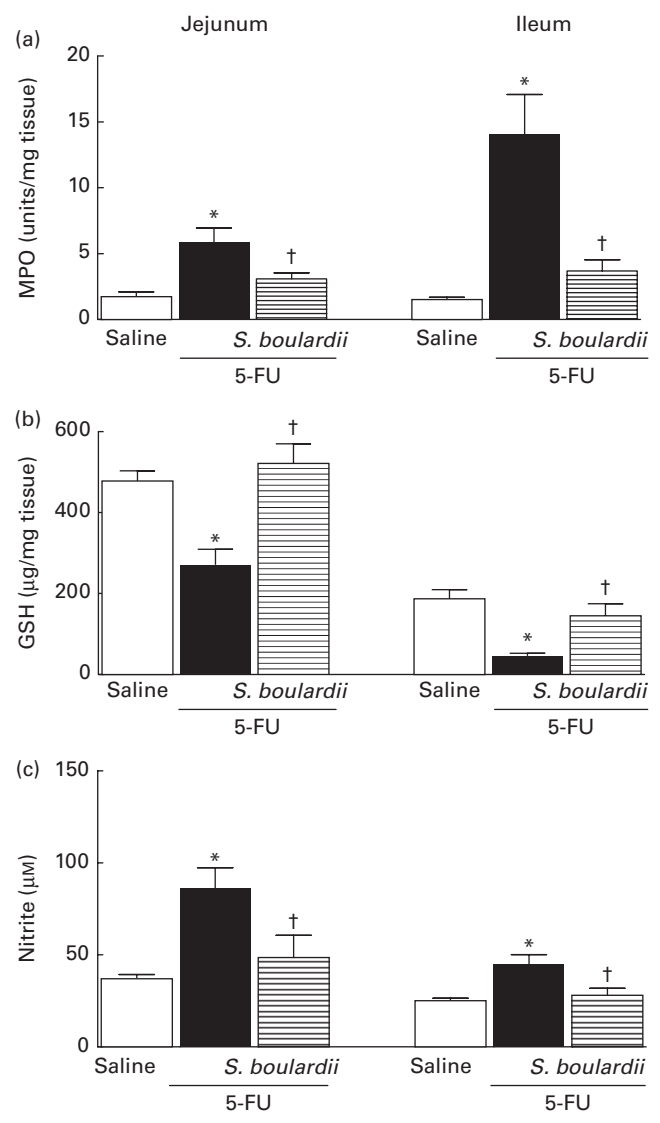 Jejunum Ileum
(a)
MPO (units/mg tissue)
20
15
10
5
0
* † * †
Saline S. boulardii Saline S. boulardii
5-FU 5-FU
(b)
GSH (μg/mg tissue)
600
400
200
0
* † * †
Saline S. boulardii Saline S. boulardii
5-FU 5-FU
(c)
Nitrite (μM)
150
100
50
0
* † * †
Saline S. boulardii Saline S. boulardii
5-FU 5-FU